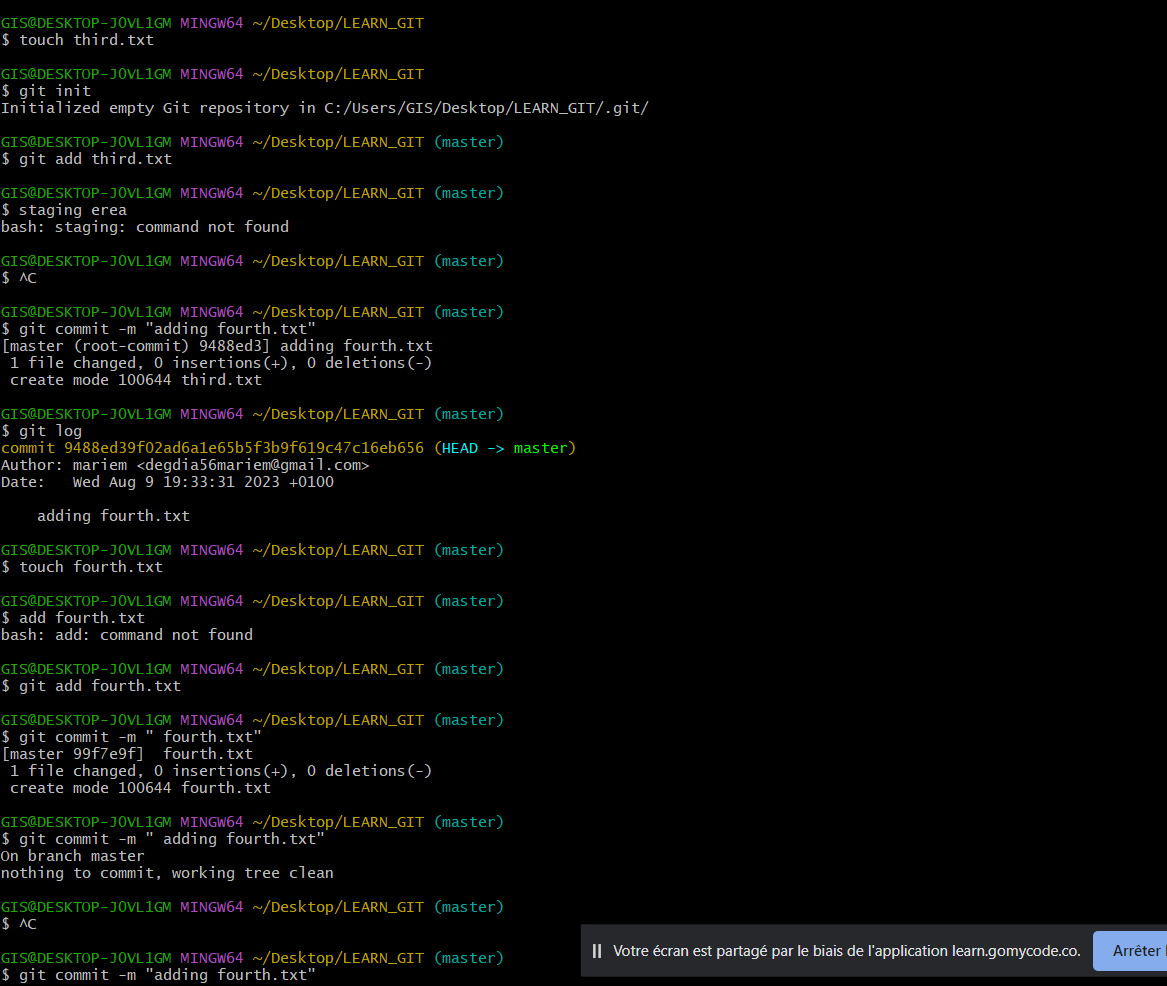 GIS@DESKTOP-J0VL1GM MINGW64 ~/Desktop/LEARN_GIT
$ touch third.txt
GIS@DESKTOP-J0VL1GM MINGW64 ~/Desktop/LEARN_GIT
$ git init
Initialized empty Git repository in C:/Users/GIS/Desktop/LEARN_GIT/.git/
GIS@DESKTOP-J0VL1GM MINGW64 ~/Desktop/LEARN_GIT (master)
$ git add third.txt
GIS@DESKTOP-J0VL1GM MINGW64 ~/Desktop/LEARN_GIT (master)
$ staging erea
bash: staging: command not found
GIS@DESKTOP-J0VL1GM MINGW64 ~/Desktop/LEARN_GIT (master)
$ ^C
GIS@DESKTOP-J0VL1GM MINGW64 ~/Desktop/LEARN_GIT (master)
$ git commit -m "adding fourth.txt"
[master (root-commit) 9488ed3] adding fourth.txt
 1 file changed, 0 insertions(+), 0 deletions(-)
 create mode 100644 third.txt
GIS@DESKTOP-J0VL1GM MINGW64 ~/Desktop/LEARN_GIT (master)
$ git log
commit 9488ed39f02ad6a1e65b5f3b9f619c47c16eb656 (HEAD -> master)
Author: mariem <degdia56mariem@gmail.com>
Date:   Wed Aug 9 19:33:31 2023 +0100
    adding fourth.txt
GIS@DESKTOP-J0VL1GM MINGW64 ~/Desktop/LEARN_GIT (master)
$ touch fourth.txt
GIS@DESKTOP-J0VL1GM MINGW64 ~/Desktop/LEARN_GIT (master)
$ add fourth.txt
bash: add: command not found
GIS@DESKTOP-J0VL1GM MINGW64 ~/Desktop/LEARN_GIT (master)
$ git add fourth.txt
GIS@DESKTOP-J0VL1GM MINGW64 ~/Desktop/LEARN_GIT (master)
$ git commit -m " fourth.txt"
[master 99f7e9f]  fourth.txt
 1 file changed, 0 insertions(+), 0 deletions(-)
 create mode 100644 fourth.txt
GIS@DESKTOP-J0VL1GM MINGW64 ~/Desktop/LEARN_GIT (master)
$ git commit -m " adding fourth.txt"
On branch master
nothing to commit, working tree clean
GIS@DESKTOP-J0VL1GM MINGW64 ~/Desktop/LEARN_GIT (master)
$ ^C
Votre écran est partagé par le biais de l'application learn.gomycode.co. Arrêter
GIS@DESKTOP-J0VL1GM MINGW64 ~/Desktop/LEARN_GIT (master)
$ git commit -m "adding fourth.txt"